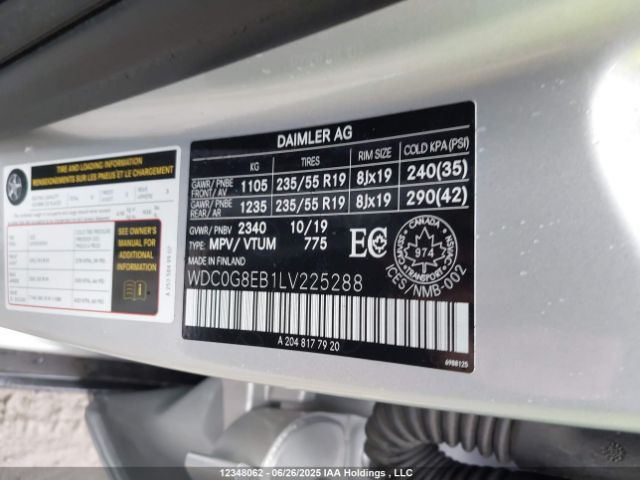 DAIMLER AG
KG TIRES RIM SIZE COLD KPA(PSI)
GAWR/PNBE FRONT/AV 1105 235/55 R19 8Jx19 240(35)
GAWR/PNBE REAR/AR 1235 235/55 R19 8Jx19 290(42)
GVWR/PNBV 2340 10/19
TYPE: MPV/VTUM 775
EC
CANADA
974
TRANSPORT
ICES/NMB-002
MADE IN FINLAND
WDC0G8EB1LV225288
A 204 817 79 20
6988125
TIRE AND LOADING INFORMATION
RENSEIGNEMENTS SUR LES PNEUS ET LE CHARGEMENT
SEE OWNER'S
MANUAL FOR
ADDITIONAL
INFORMATION
12348062 - 06/26/2025 IAA Holdings, LLC